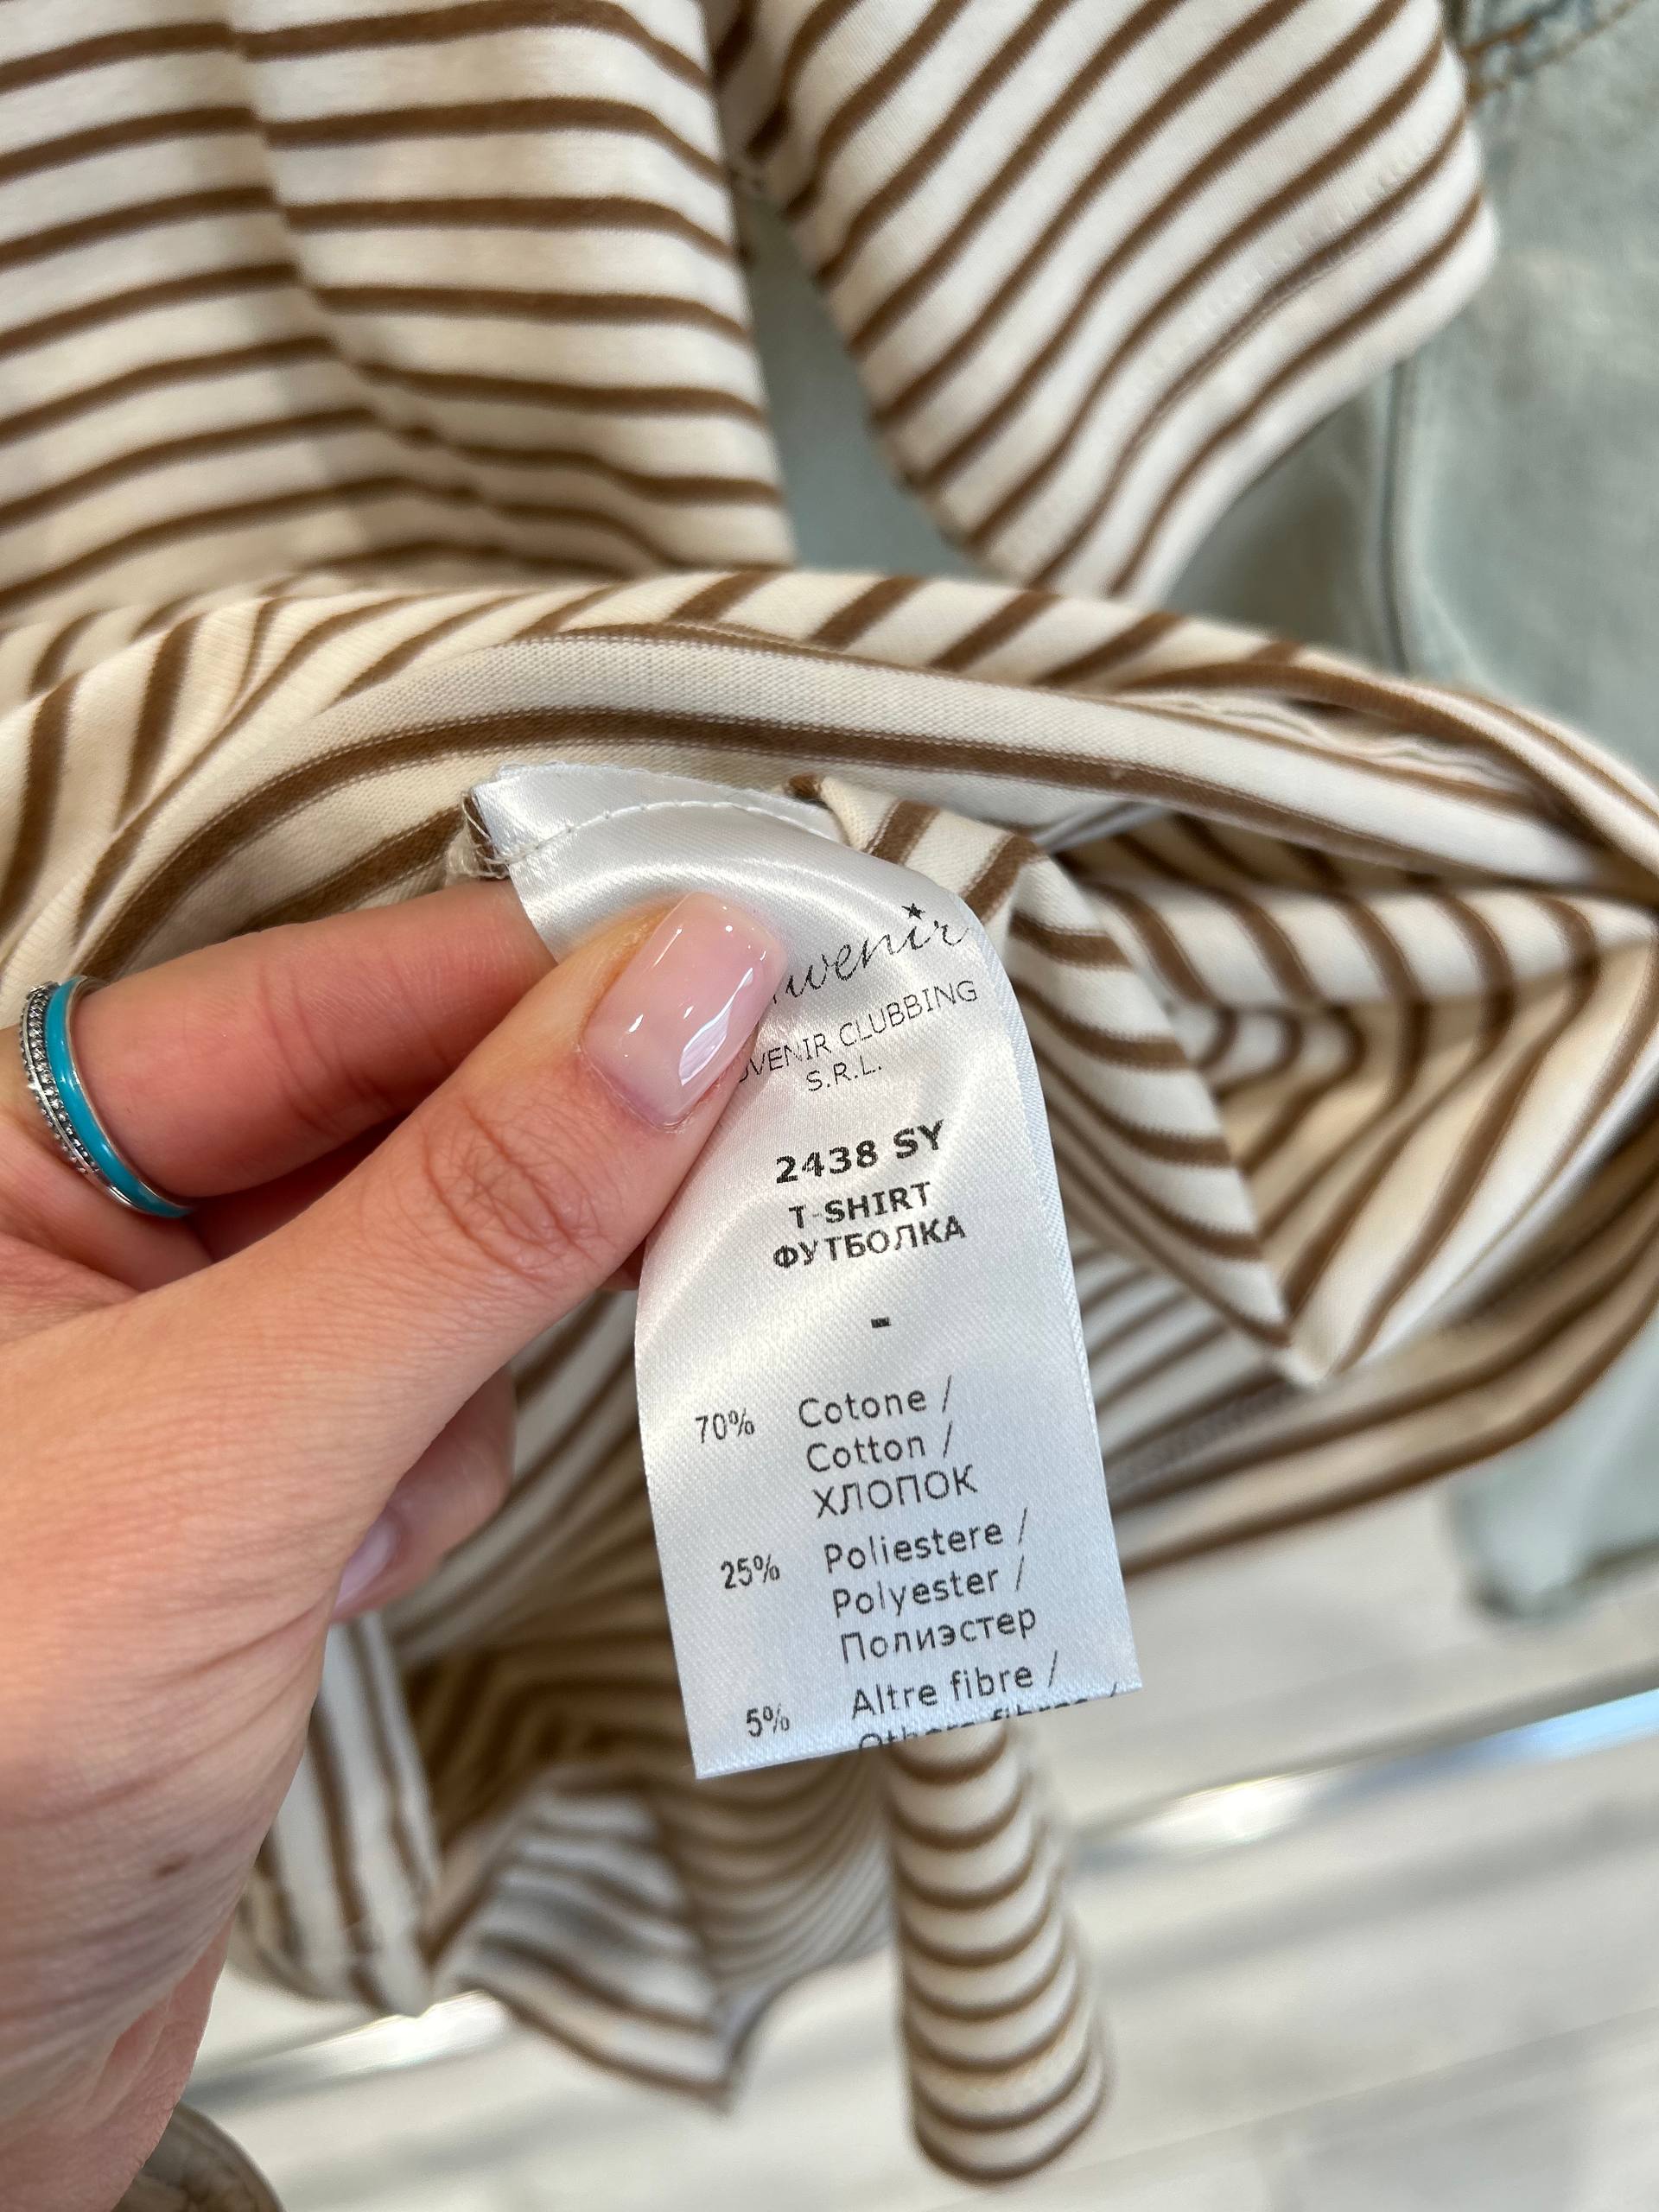 CLUBBING
S.R.L.
2438 SY
T-SHIRT
ФУТБОЛКА
-
70% Cotone /
Cotton /
ХЛОПОК
25% Poliestere /
Polyester /
Полиэстер
5% Altre fibre /